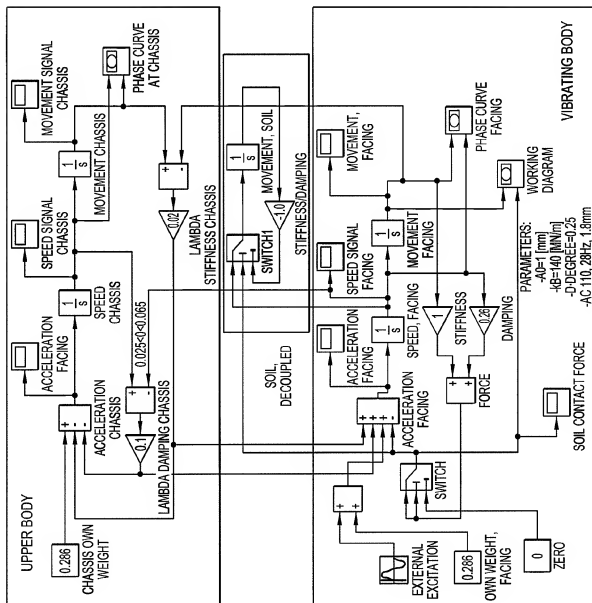 UPPER BODY
0.286
CHASSIS OWN
WEIGHT
+
-
-
ACCELERATION
CHASSIS
ACCELERATION
FACING
1
s
SPEED
CHASSIS
SPEED SIGNAL
CHASSIS
1
s
MOVEMENT CHASSIS
MOVEMENT SIGNAL
CHASSIS
PHASE CURVE
AT CHASSIS
0.1
LAMBDA DAMPING CHASSIS
0.025<0<0.065
+
-
0.02
LAMBDA
STIFFNESS CHASSIS
+
-
SOIL,
DECOUPLED
SWITCH1
1
s
MOVEMENT, SOIL
-1.0
STIFFNESS/DAMPING
VIBRATING BODY
EXTERNAL
EXCITATION
0.286
OWN WEIGHT,
FACING
0
ZERO
+
+
SWITCH
ACCELERATION
FACING
ACCELERATION
FACING
1
s
SPEED, FACING
SPEED SIGNAL
FACING
1
s
MOVEMENT
FACING
MOVEMENT,
FACING
PHASE CURVE
FACING
WORKING
DIAGRAM
1
STIFFNESS
0.26
DAMPING
+
+
FORCE
SOIL CONTACT FORCE
PARAMETERS:
-A0=1 [mm]
-KB=140 [MN/m]
-D-DEGREE=0.25
-AC 110, 28Hz, 1.8mm